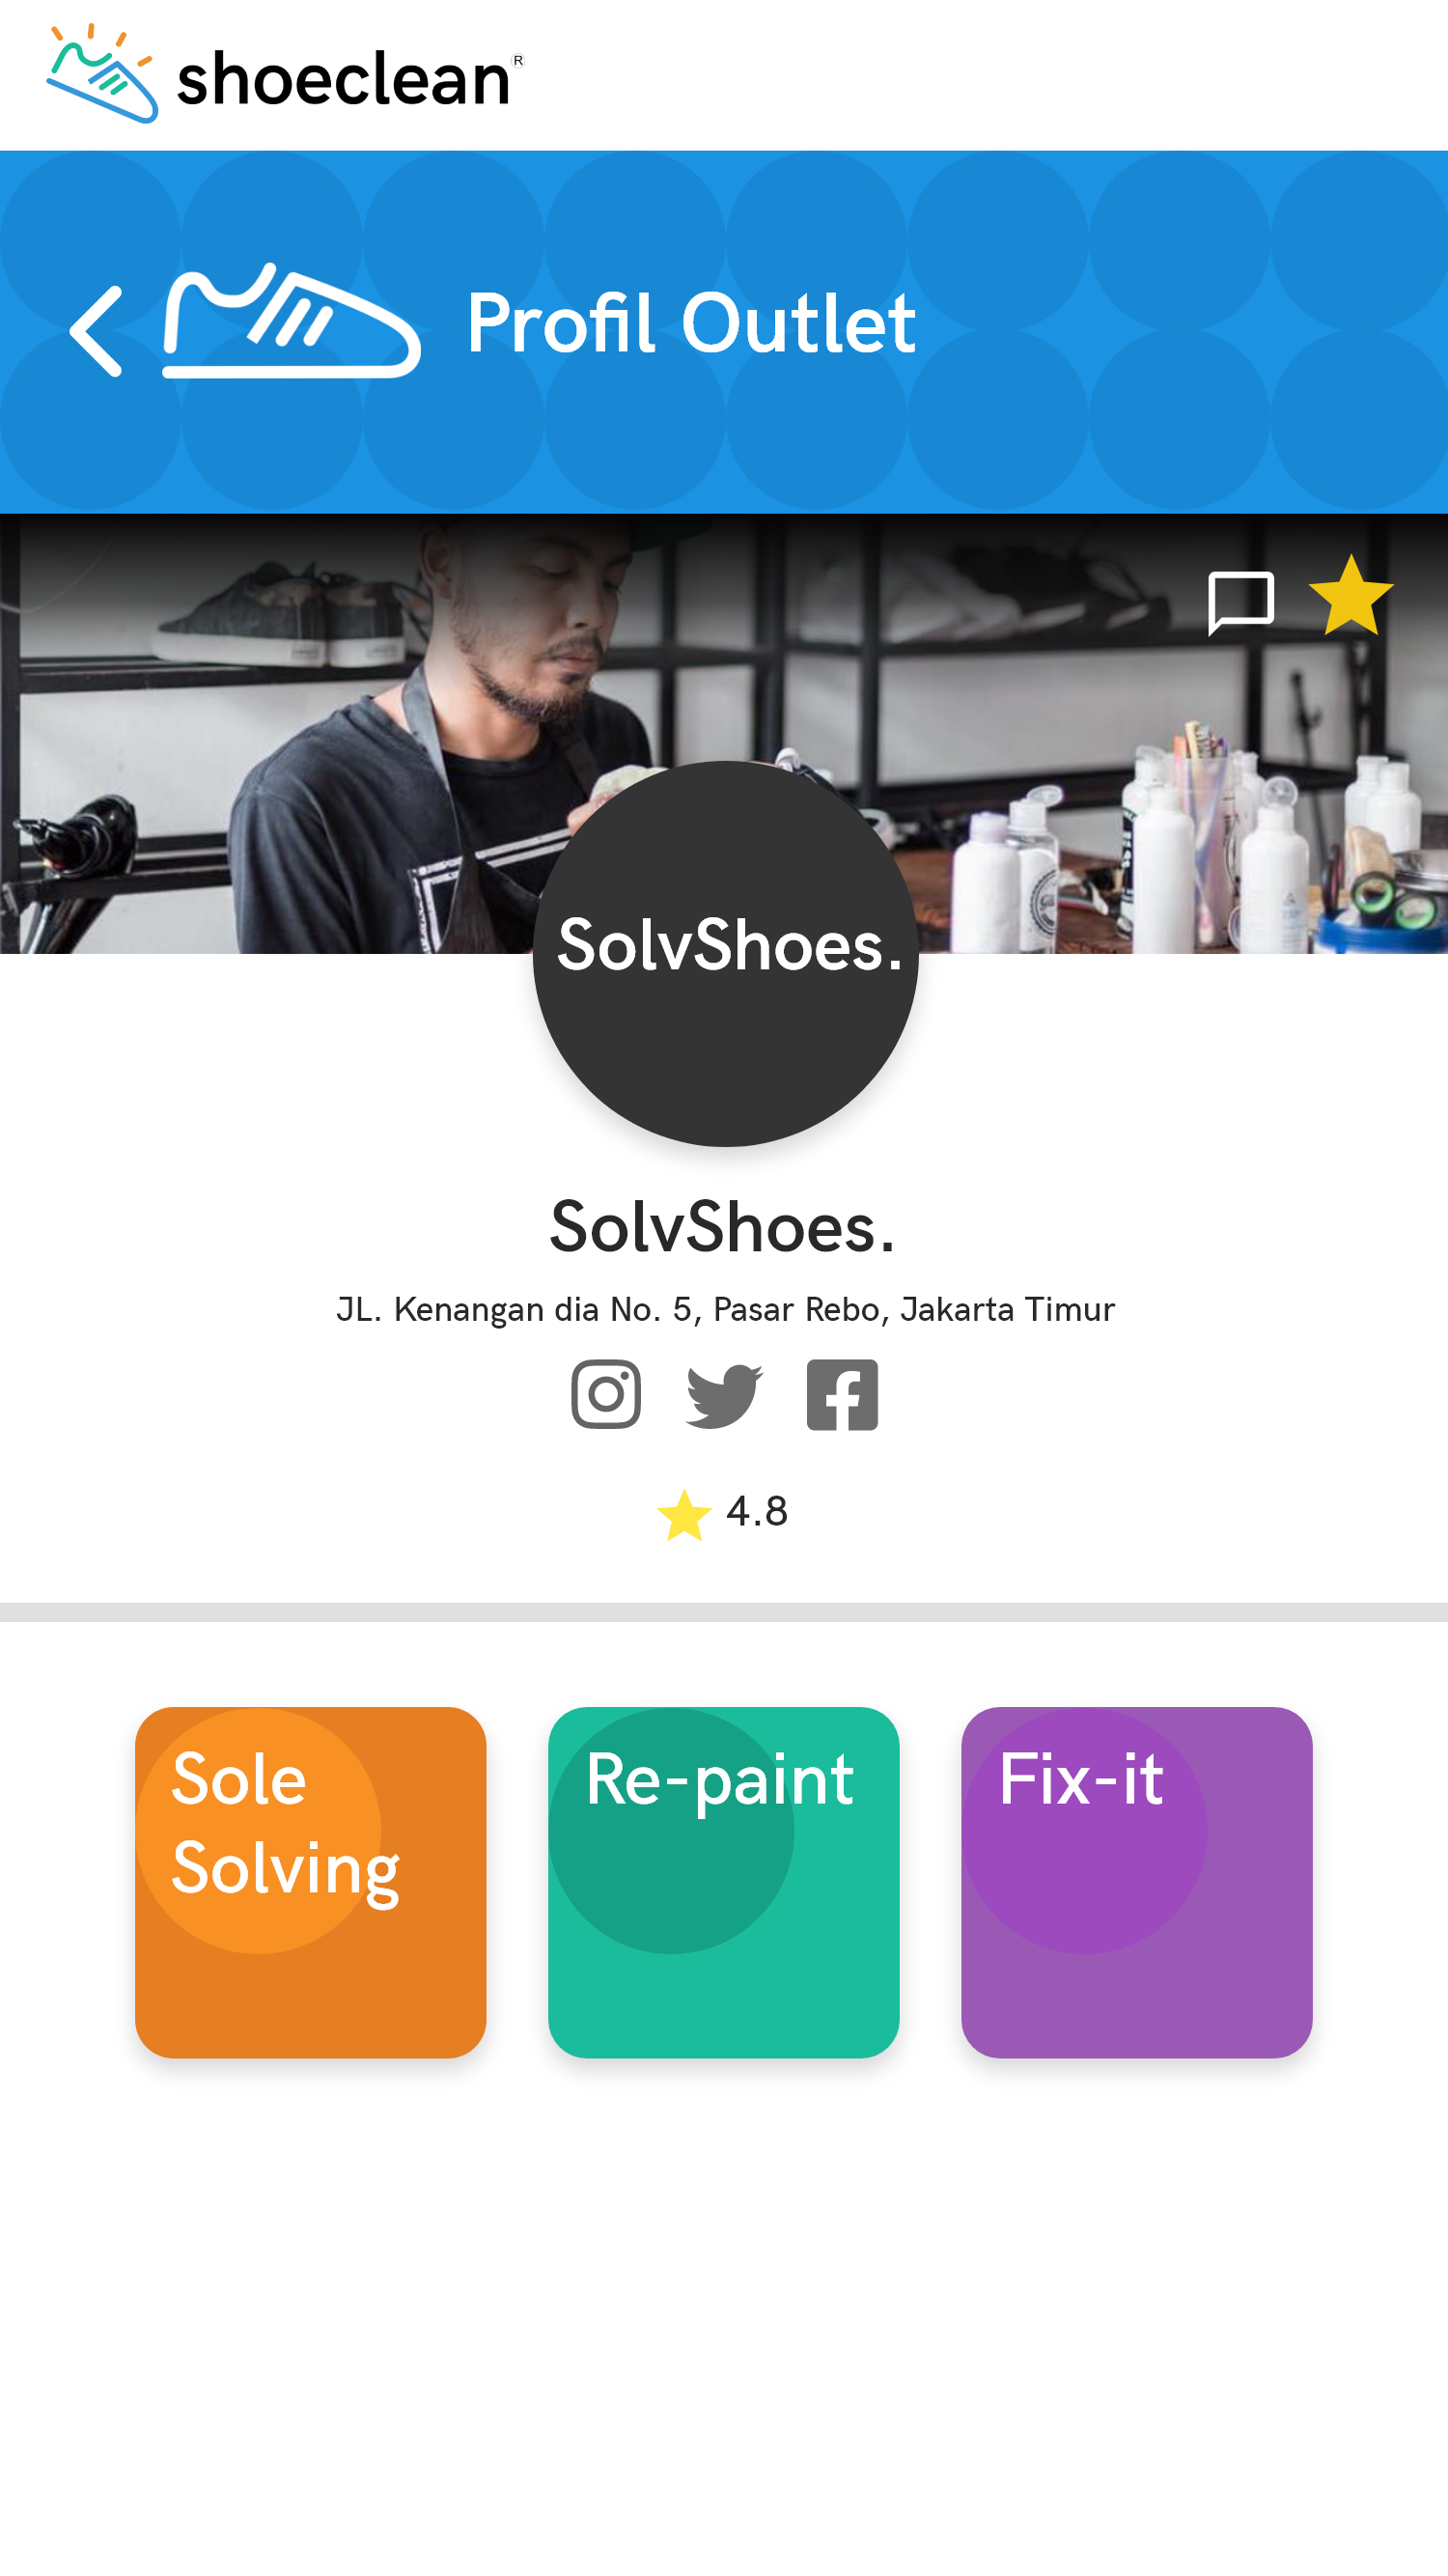 shoeclean®
Profil Outlet
SolvShoes.
SolvShoes.
JL. Kenangan dia No. 5, Pasar Rebo, Jakarta Timur
4.8
Sole
Solving
Re-paint
Fix-it